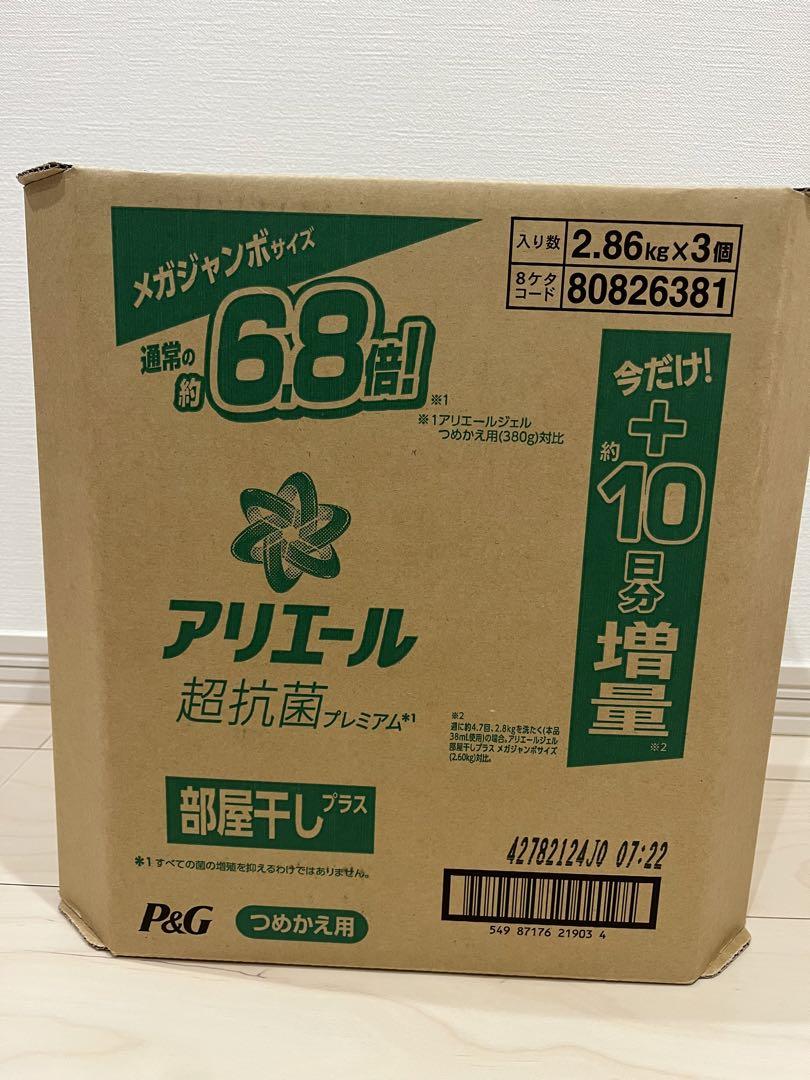 メガジャンボサイズ
通常の
約6.8倍!※1
※1アリエールジェル
つめかえ用(380g)対比
入り数 2.86kg×3個
8ケタ
コード 80826381
今だけ!
＋
約10
日分
増量※2
アリエール
超抗菌プレミアム*1
※2
週に約4.7回、2.8kgを洗たく(本品
38mL使用)の場合。アリエールジェル
部屋干しプラス メガジャンボサイズ
(2.60kg)対比。
部屋干しプラス
*1すべての菌の増殖を抑えるわけではありません。
42782124JQ 07:22
549 87176 21903 4
P&G
つめかえ用